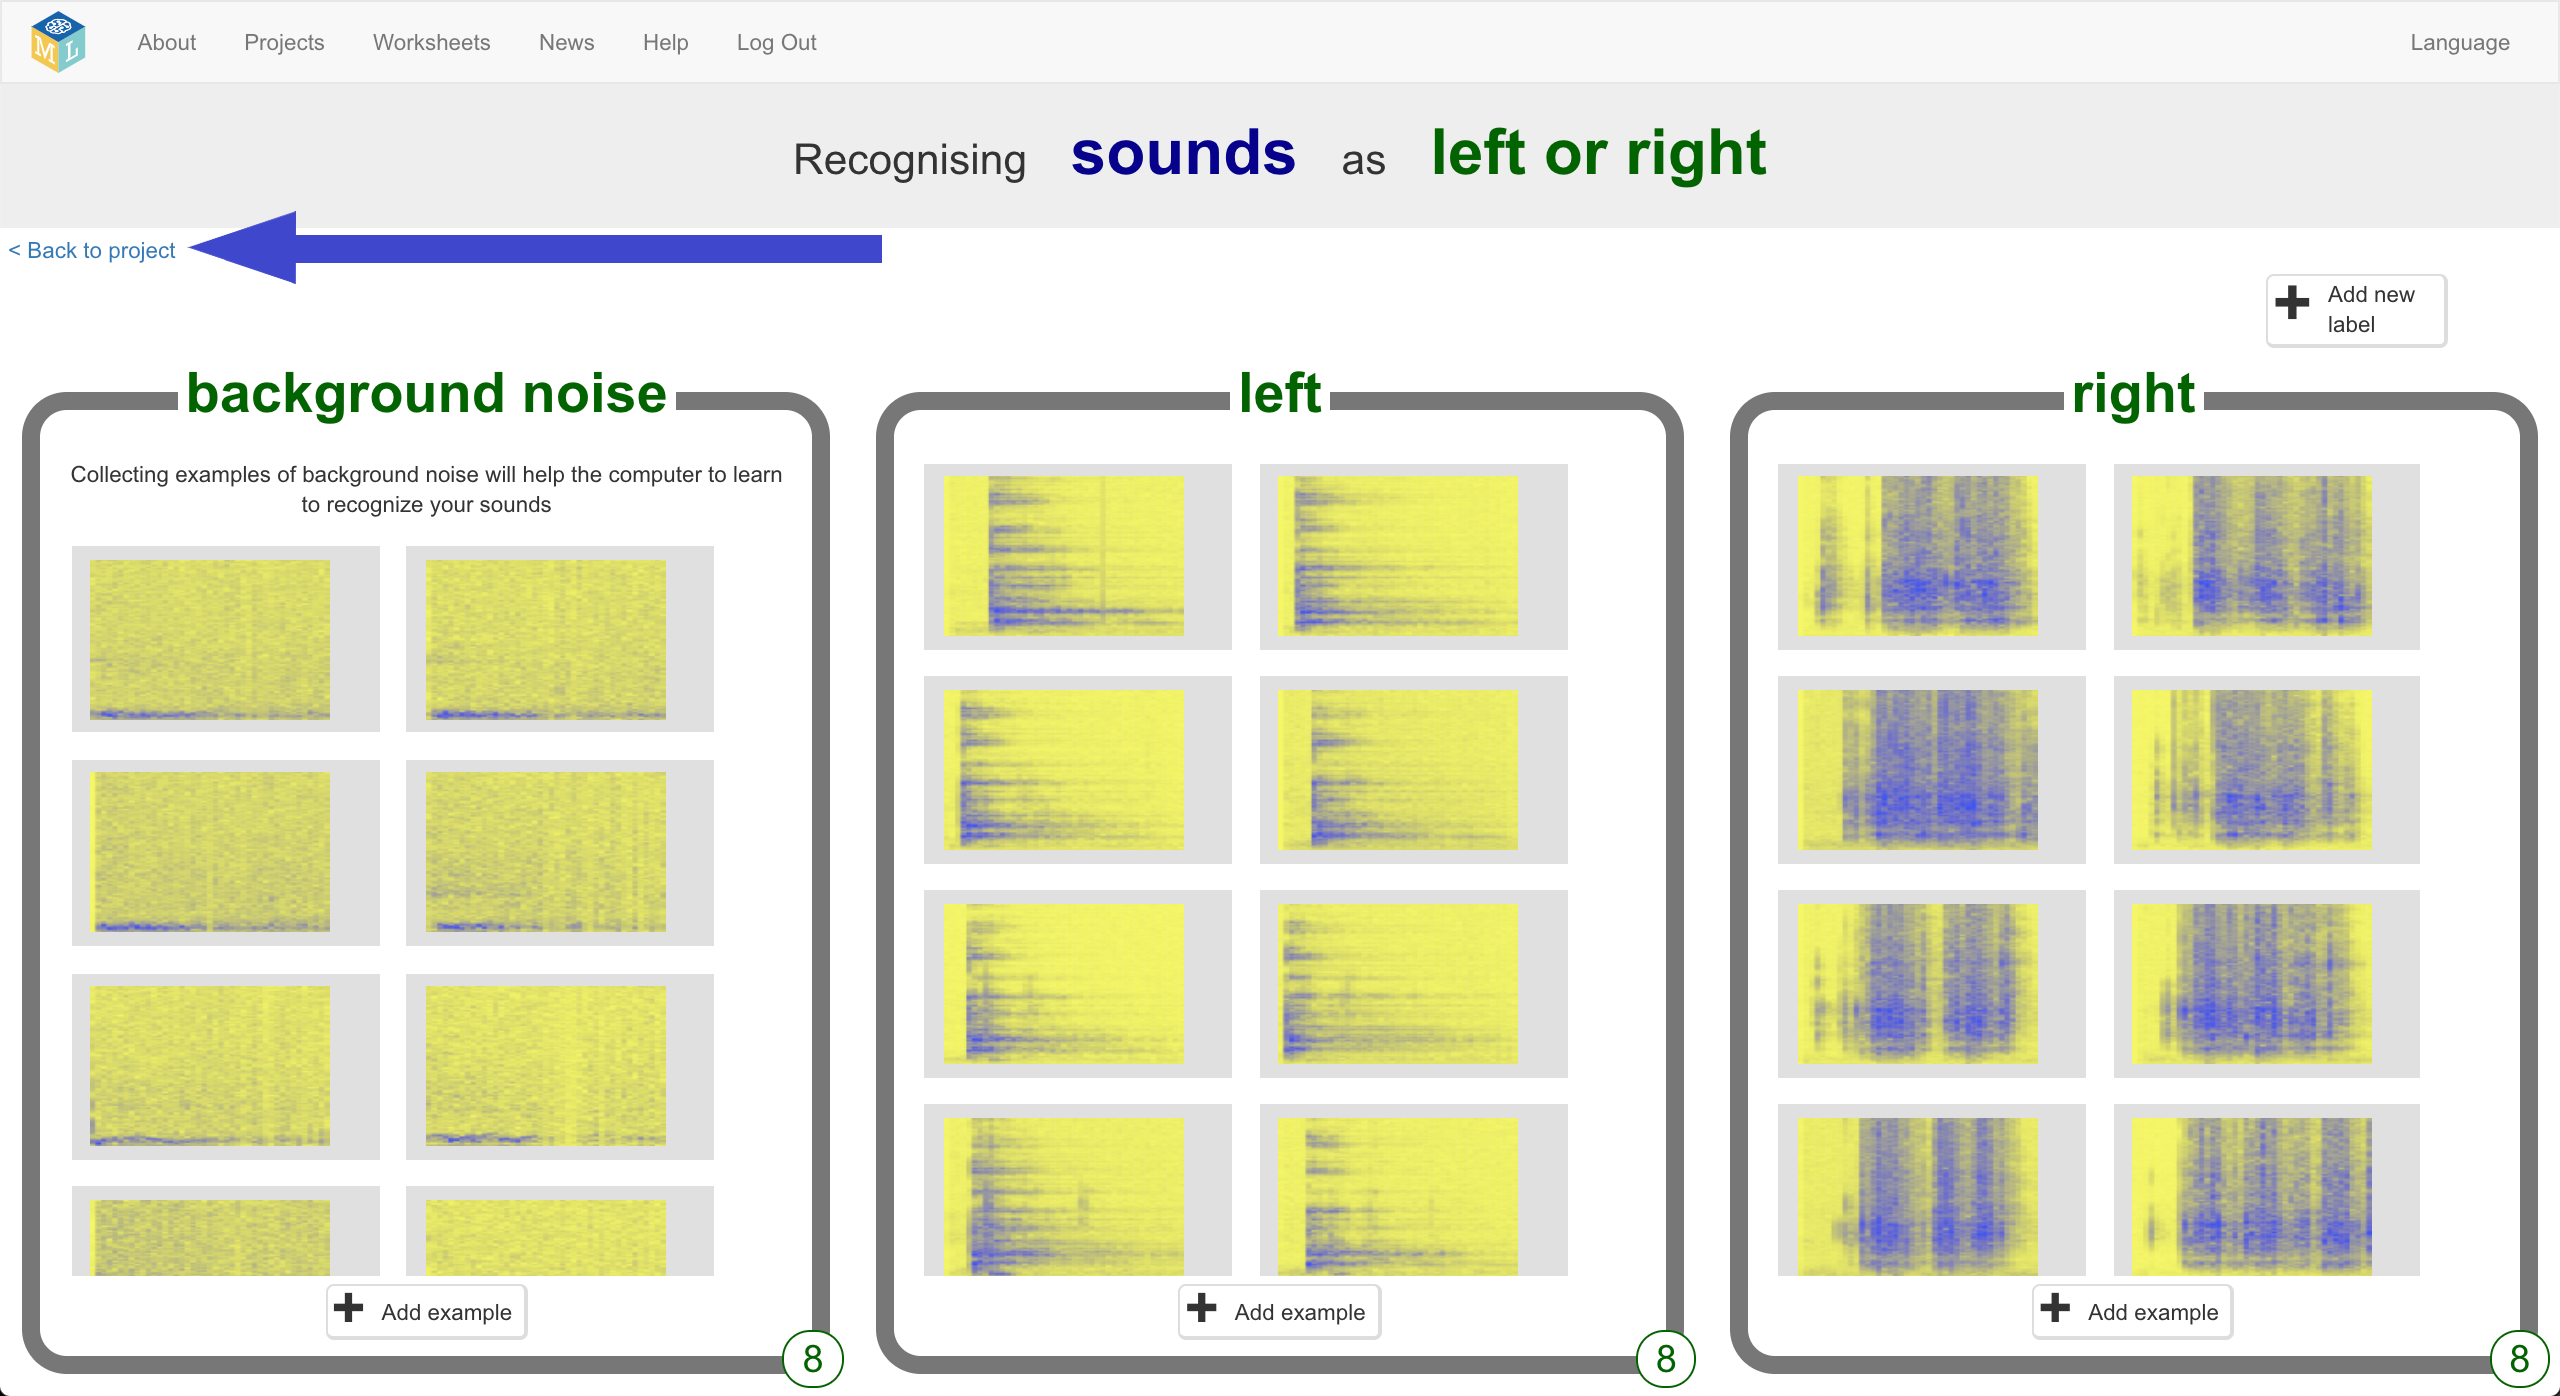 ML
About Projects Worksheets News Help Log Out Language
Recognising sounds as left or right
< Back to project
Add new
label
background noise
Collecting examples of background noise will help the computer to learn
to recognize your sounds
Add example
8
left
Add example
8
right
Add example
8